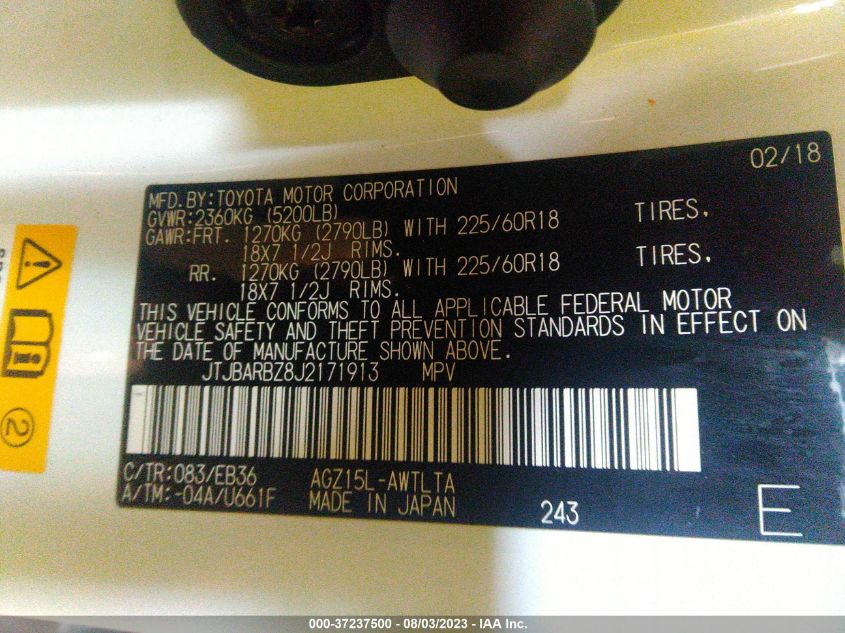 02/18
MFD.BY:TOYOTA MOTOR CORPORATION
GVWR:2360KG (5200LB)
GAWR:FRT. 1270KG (2790LB) WITH 225/60R18 TIRES.
18X7 1/2J RIMS.
RR. 1270KG (2790LB) WITH 225/60R18 TIRES.
18X7 1/2J RIMS.
THIS VEHICLE CONFORMS TO ALL APPLICABLE FEDERAL MOTOR
VEHICLE SAFETY AND THEFT PREVENTION STANDARDS IN EFFECT ON
THE DATE OF MANUFACTURE SHOWN ABOVE.
JTJBARBZ8J2171913 MPV
C/TR:083/EB36 AGZ15L-AWTLTA
A/TM:-04A/U661F MADE IN JAPAN 243 E
2
000-37237500 - 08/03/2023 - IAA Inc.